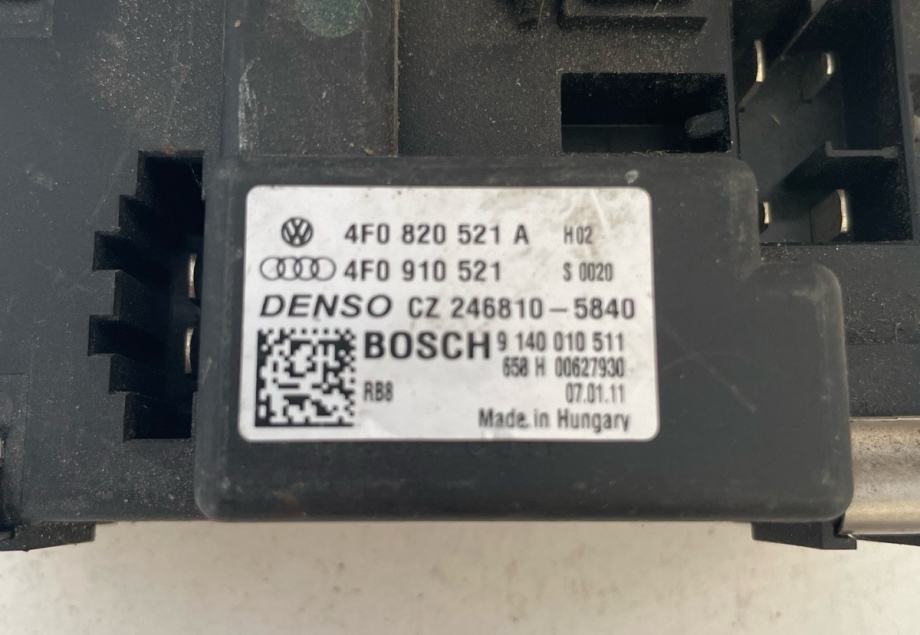 4F0 820 521 A H02
4F0 910 521 S 0020
DENSO CZ 246810-5840
BOSCH 9 140 010 511
658 H 00627930
RB8 07.01.11
Made in Hungary